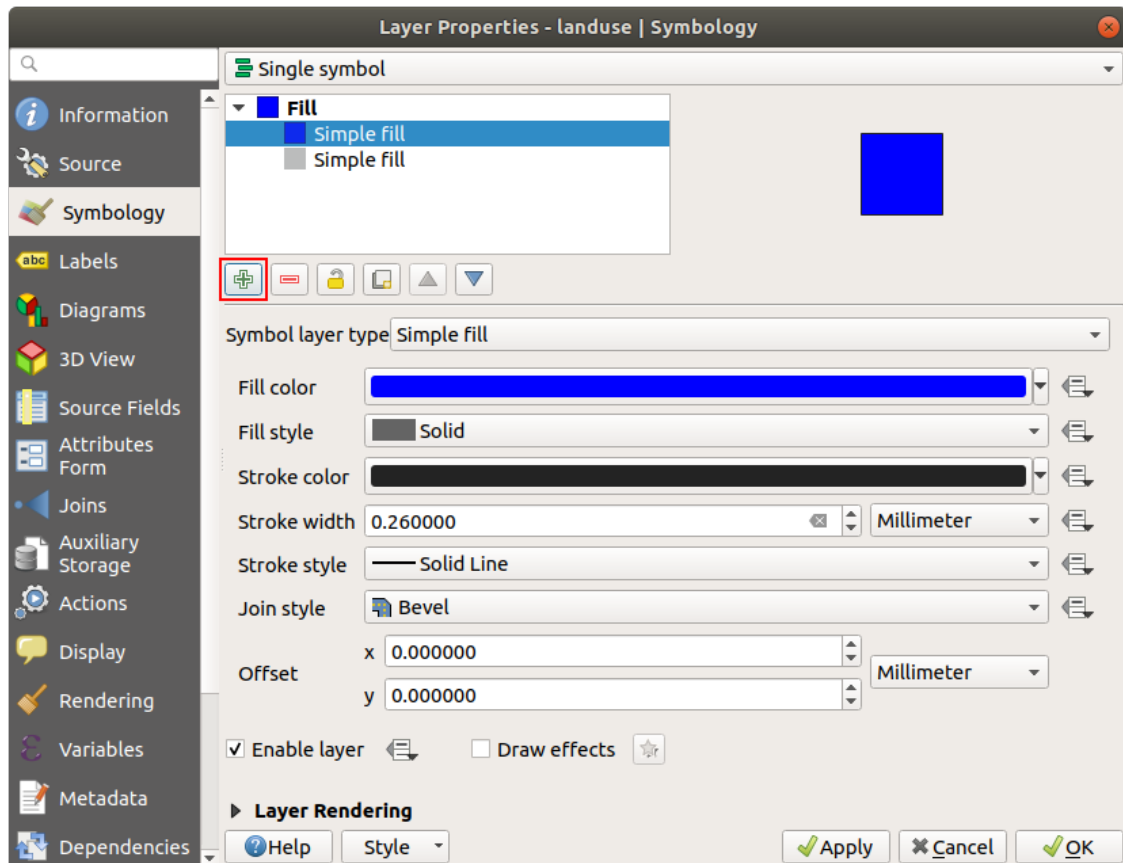 Layer Properties - landuse | Symbology
Information
Source
Symbology
abc Labels
Diagrams
3D View
Source Fields
Attributes
Form
Joins
Auxiliary
Storage
Actions
Display
Rendering
Variables
Metadata
Dependencies
Single symbol
Fill
Simple fill
Simple fill
Symbol layer type Simple fill
Fill color
Fill style Solid
Stroke color
Stroke width 0.260000 Millimeter
Stroke style Solid Line
Join style Bevel
Offset
x 0.000000
y 0.000000
Millimeter
Enable layer Draw effects
Layer Rendering
Help Style Apply Cancel OK